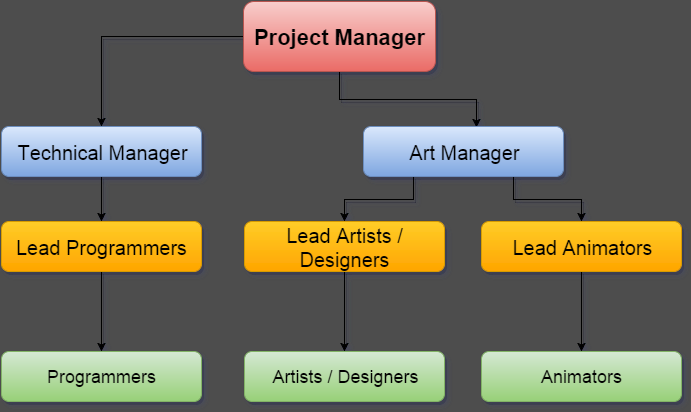 Project Manager
Technical Manager
Art Manager
Lead Programmers
Lead Artists /
Designers
Lead Animators
Programmers
Artists / Designers
Animators